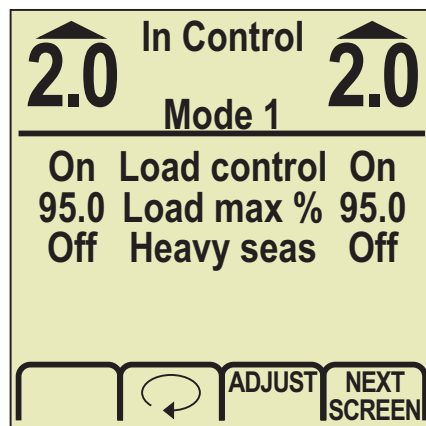 In Control
2.0 2.0
Mode 1
On Load control On
95.0 Load max % 95.0
Off Heavy seas Off
ADJUST NEXT
SCREEN